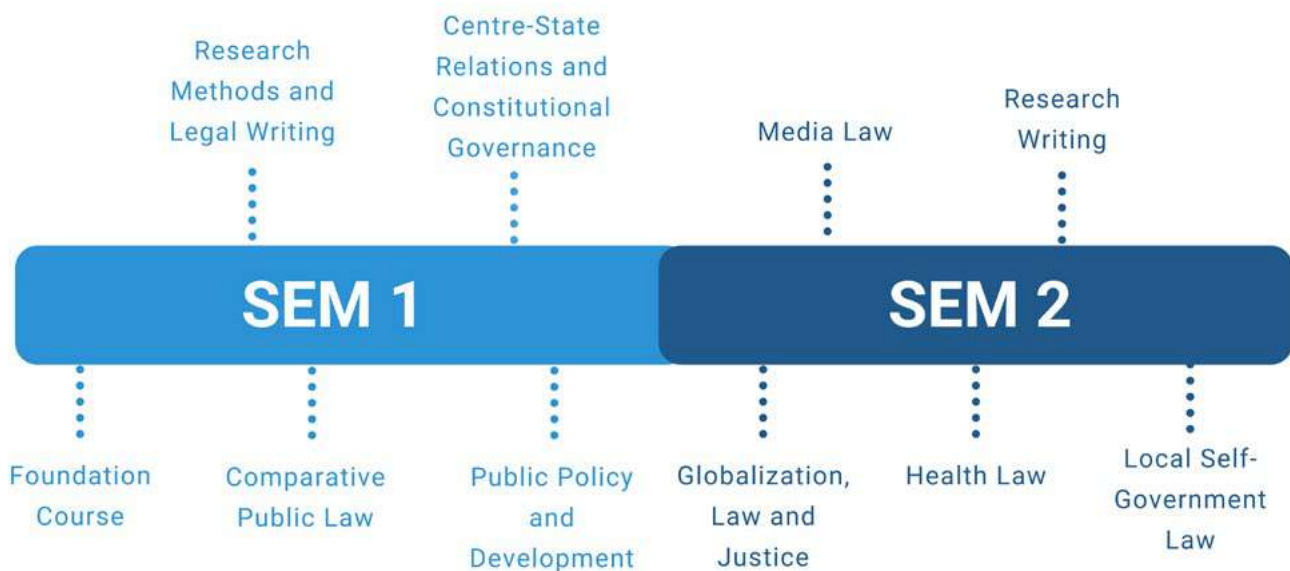 Research
Methods and
Legal Writing
Centre-State
Relations and
Constitutional
Governance
Media Law
Research
Writing
SEM 1
SEM 2
Foundation
Course
Comparative
Public Law
Public Policy
and
Development
Globalization,
Law and
Justice
Health Law
Local Self-
Government
Law